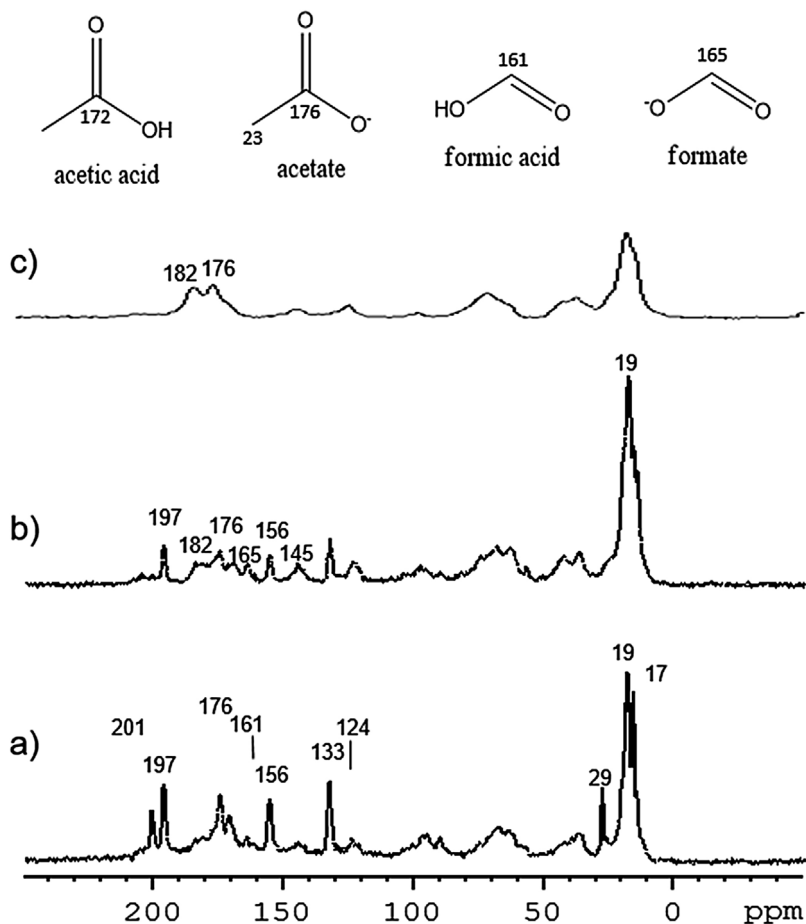 O O 161 165
172 OH 176 O- HO O -O O
23
acetic acid acetate formic acid formate
c)
182 176
19
b)
197 176 156
182 165 145
19 17
201 176 161 124
a)
197 156 133
29
200 150 100 50 0 ppm